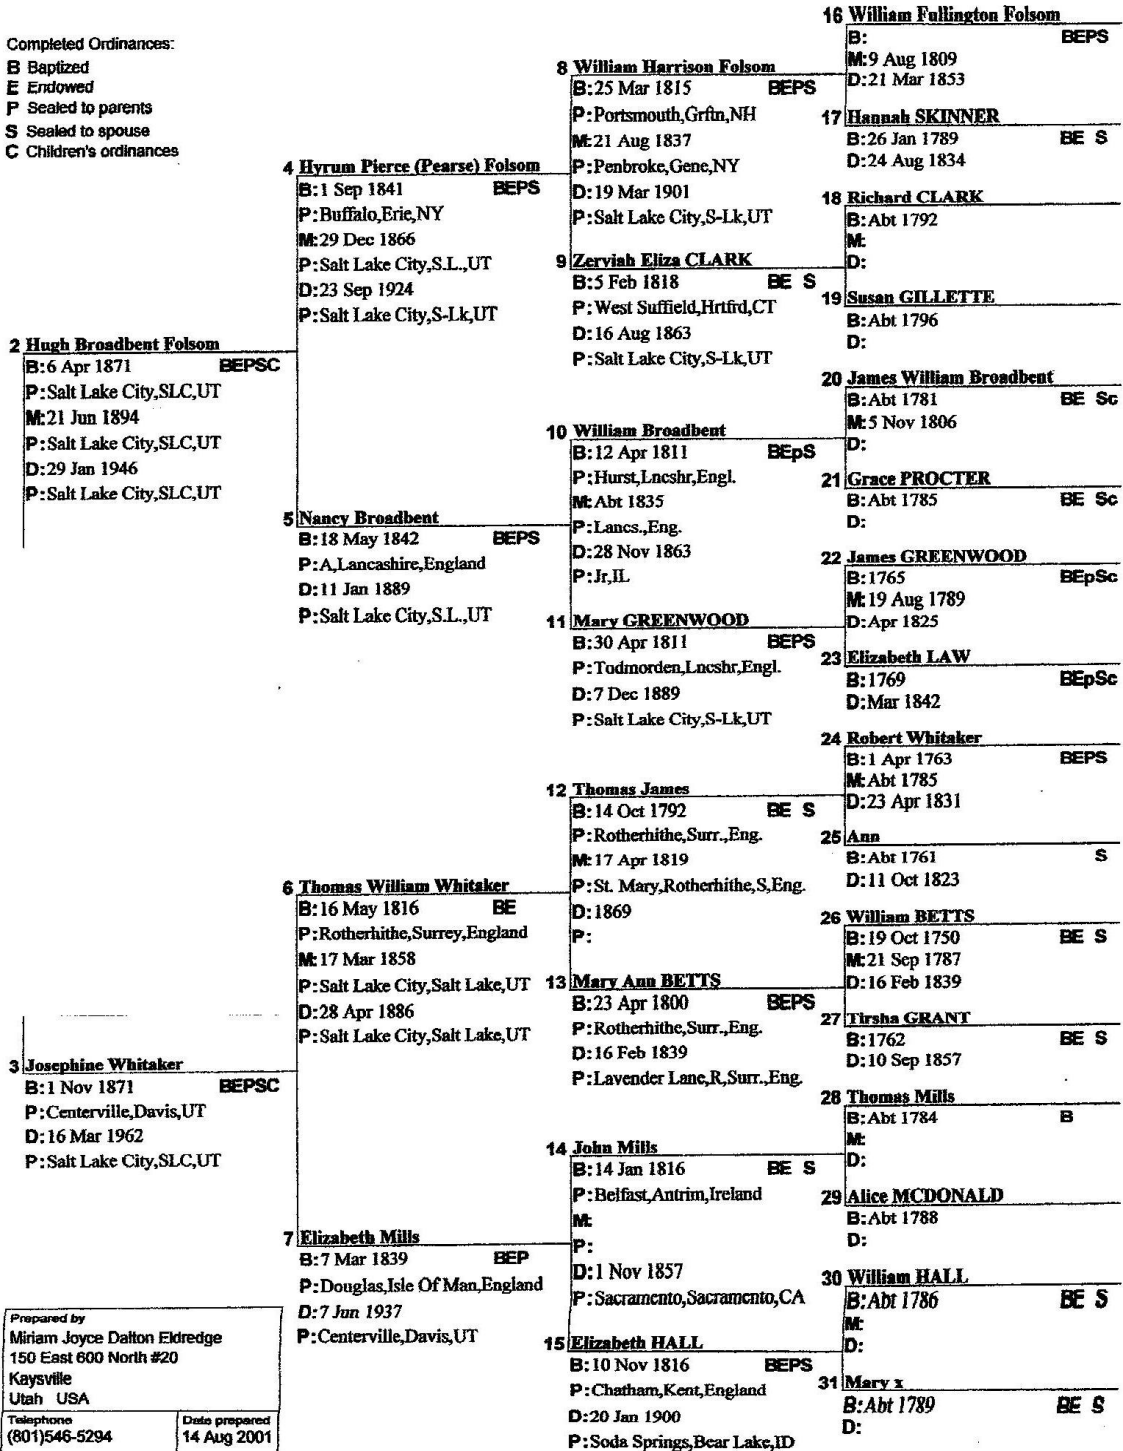 Completed Ordinances:
B Baptized
E Endowed
P Sealed to parents
S Sealed to spouse
C Children's ordinances
2 Hugh Broadbent Folsom
B:6 Apr 1871 BEPSC
P:Salt Lake City,SLC,UT
M:21 Jun 1894
P:Salt Lake City,SLC,UT
D:29 Jan 1946
P:Salt Lake City,SLC,UT
3 Josephine Whitaker
B:1 Nov 1871 BEPSC
P:Centerville,Davis,UT
D:16 Mar 1962
P:Salt Lake City,SLC,UT
4 Hyrum Pierce (Pearse) Folsom
B:1 Sep 1841 BEPS
P:Buffalo,Erie,NY
M:29 Dec 1866
P:Salt Lake City,S.L.,UT
D:23 Sep 1924
P:Salt Lake City,S-Lk,UT
5 Nancy Broadbent
B:18 May 1842 BEPS
P:A,Lancashire,England
D:11 Jan 1889
P:Salt Lake City,S.L.,UT
6 Thomas William Whitaker
B:16 May 1816 BE
P:Rotherhithe,Surrey,England
M:17 Mar 1858
P:Salt Lake City,Salt Lake,UT
D:28 Apr 1886
P:Salt Lake City,Salt Lake,UT
7 Elizabeth Mills
B:7 Mar 1839 BEP
P:Douglas,Isle Of Man,England
D:7 Jun 1937
P:Centerville,Davis,UT
8 William Harrison Folsom
B:25 Mar 1815 BEPS
P:Portsmouth,Grftn,NH
M:21 Aug 1837
P:Penbroke,Gene,NY
D:19 Mar 1901
P:Salt Lake City,S-Lk,UT
9 Zerviah Eliza CLARK
B:5 Feb 1818 BE S
P:West Suffield,Hrtfrd,CT
D:16 Aug 1863
P:Salt Lake City,S-Lk,UT
10 William Broadbent
B:12 Apr 1811 BEpS
P:Hurst,Lncshr,Engl.
M:Abt 1835
P:Lancs.,Eng.
D:28 Nov 1863
P:Jr,IL
11 Mary GREENWOOD
B:30 Apr 1811 BEPS
P:Todmorden,Lncshr,Engl.
D:7 Dec 1889
P:Salt Lake City,S-Lk,UT
12 Thomas James
B:14 Oct 1792 BE S
P:Rotherhithe,Surr.,Eng.
M:17 Apr 1819
P:St. Mary,Rotherhithe,S,Eng.
D:1869
P:
13 Mary Ann BETTS
B:23 Apr 1800 BEPS
P:Rotherhithe,Surr.,Eng.
D:16 Feb 1839
P:Lavender Lane,R,Surr.,Eng.
14 John Mills
B:14 Jan 1816 BE S
P:Belfast,Antrim,Ireland
M:
P:
D:1 Nov 1857
P:Sacramento,Sacramento,CA
15 Elizabeth HALL
B:10 Nov 1816 BEPS
P:Chatham,Kent,England
D:20 Jan 1900
P:Soda Springs,Bear Lake,ID
16 William Fullington Folsom
B: BEPS
M:9 Aug 1809
D:21 Mar 1853
17 Hannah SKINNER
B:26 Jan 1789 BE S
D:24 Aug 1834
18 Richard CLARK
B:Abt 1792
M:
D:
19 Susan GILLETTE
B:Abt 1796
D:
20 James William Broadbent
B:Abt 1781 BE Sc
M:5 Nov 1806
D:
21 Grace PROCTER
B:Abt 1785 BE Sc
D:
22 James GREENWOOD
B:1765 BEpSc
M:19 Aug 1789
D:Apr 1825
23 Elizabeth LAW
B:1769 BEpSc
D:Mar 1842
24 Robert Whitaker
B:1 Apr 1763 BEPS
M:Abt 1785
D:23 Apr 1831
25 Ann
B:Abt 1761 S
D:11 Oct 1823
26 William BETTS
B:19 Oct 1750 BE S
M:21 Sep 1787
D:16 Feb 1839
27 Tirsha GRANT
B:1762 BE S
D:10 Sep 1857
28 Thomas Mills
B:Abt 1784 B
M:
D:
29 Alice MCDONALD
B:Abt 1788
D:
30 William HALL
B:Abt 1786 BE S
M:
D:
31 Mary x
B:Abt 1789 BE S
D:
Prepared by
Miriam Joyce Dalton Eldredge
150 East 600 North #20
Kaysville
Utah USA
Telephone
(801)546-5294
Date prepared
14 Aug 2001